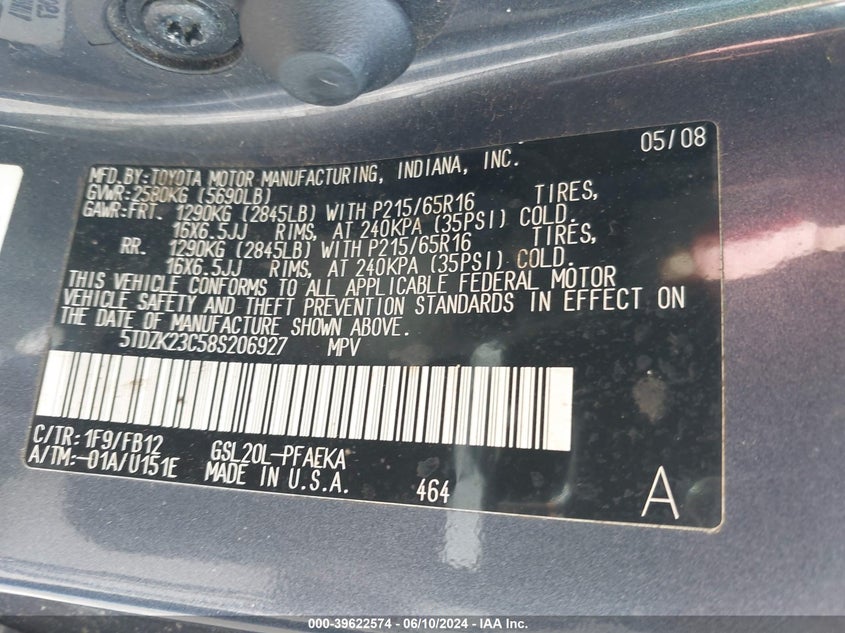 05/08
MFD.BY:TOYOTA MOTOR MANUFACTURING, INDIANA, INC.
GVWR:2580KG (5690LB)
GAWR:FRT. 1290KG (2845LB) WITH P215/65R16 TIRES,
16X6.5JJ RIMS, AT 240KPA (35PSI) COLD.
RR. 1290KG (2845LB) WITH P215/65R16 TIRES,
16X6.5JJ RIMS, AT 240KPA (35PSI) COLD.
THIS VEHICLE CONFORMS TO ALL APPLICABLE FEDERAL MOTOR
VEHICLE SAFETY AND THEFT PREVENTION STANDARDS IN EFFECT ON
THE DATE OF MANUFACTURE SHOWN ABOVE.
5TDZK23C58S206927 MPV
C/TR: 1F9/FB12 GSL20L-PFAEKA
A/TM:-01A/U151E MADE IN U.S.A. 464 A
000-39622574 - 06/10/2024 - IAA Inc.